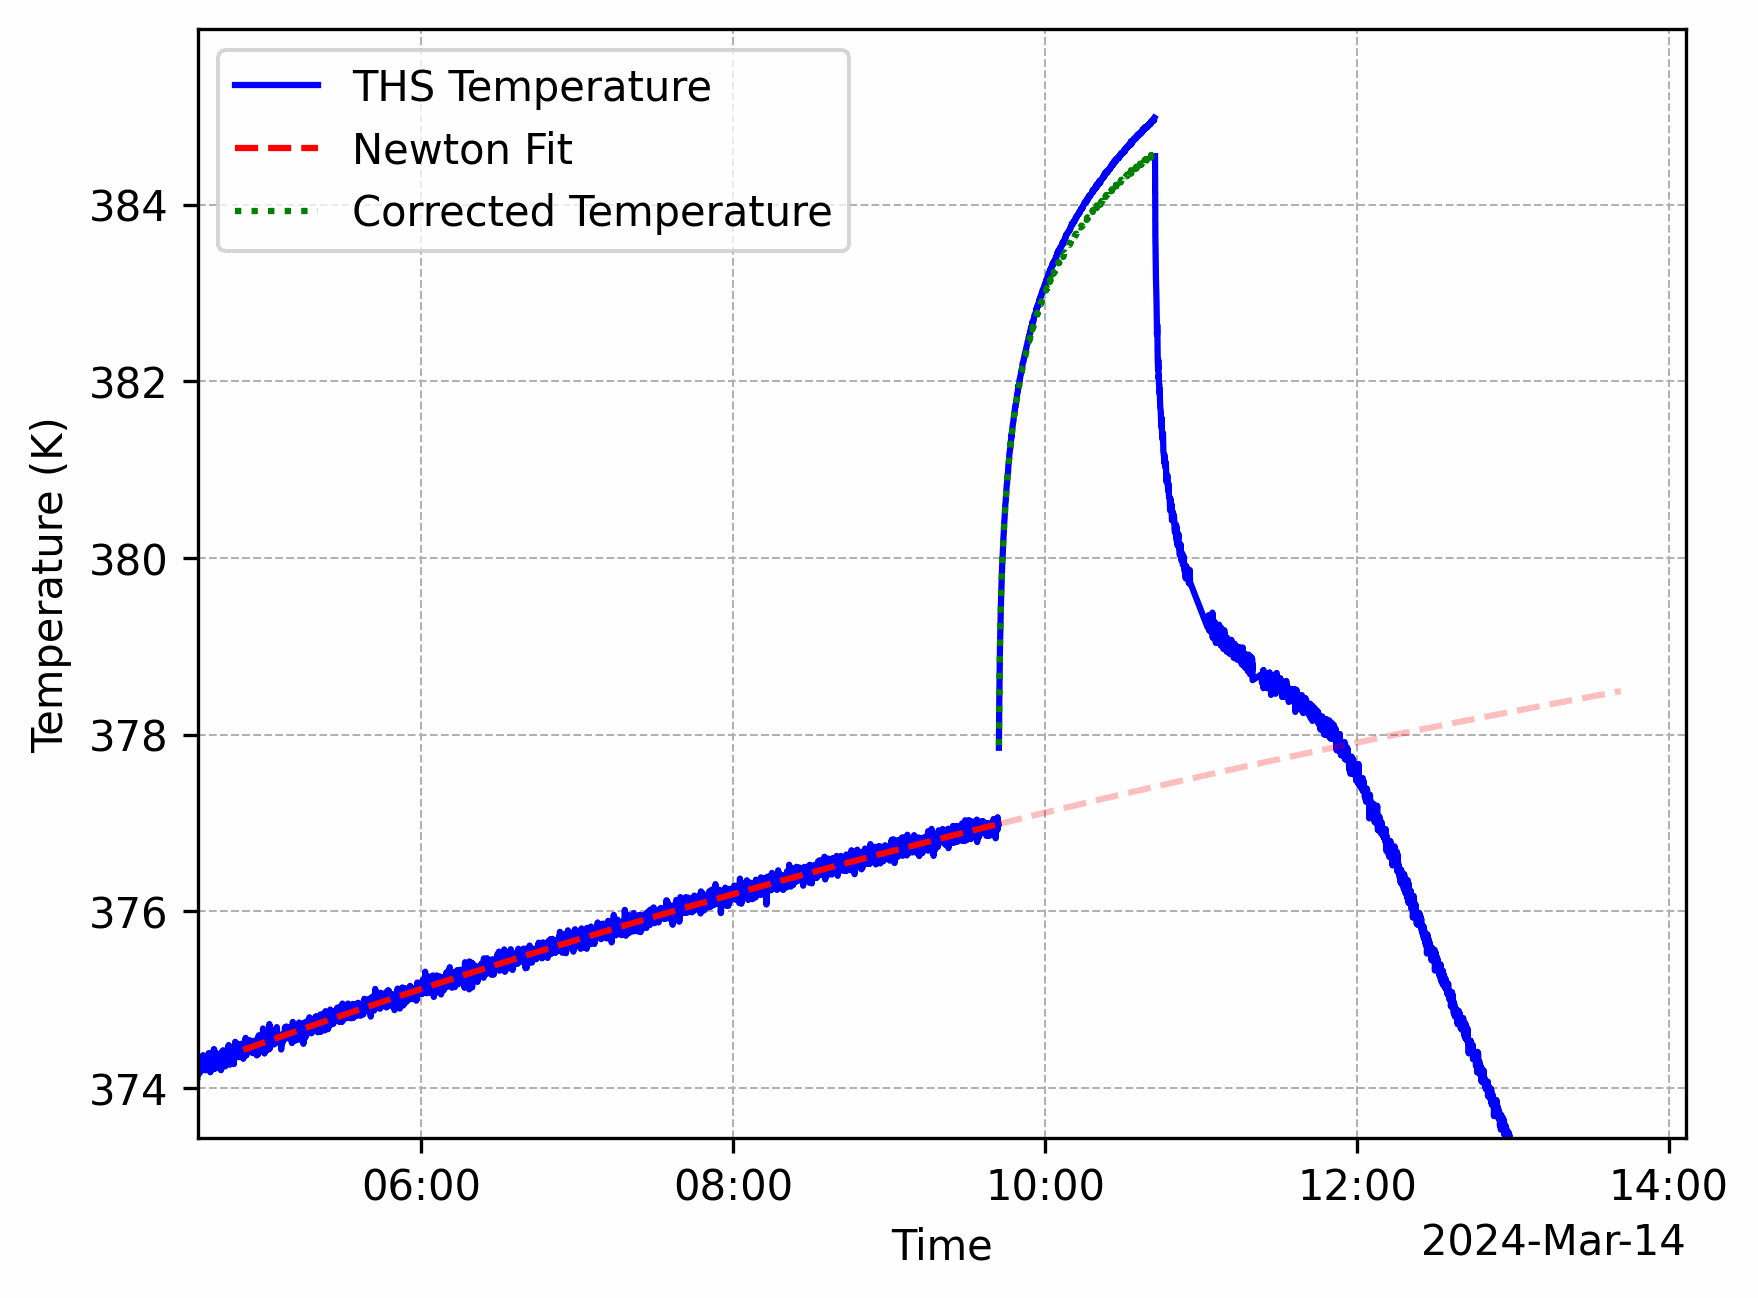 THS Temperature
Newton Fit
Corrected Temperature
384
382
380
378
376
374
Temperature (K)
06:00 08:00 10:00 12:00 14:00
Time
2024-Mar-14